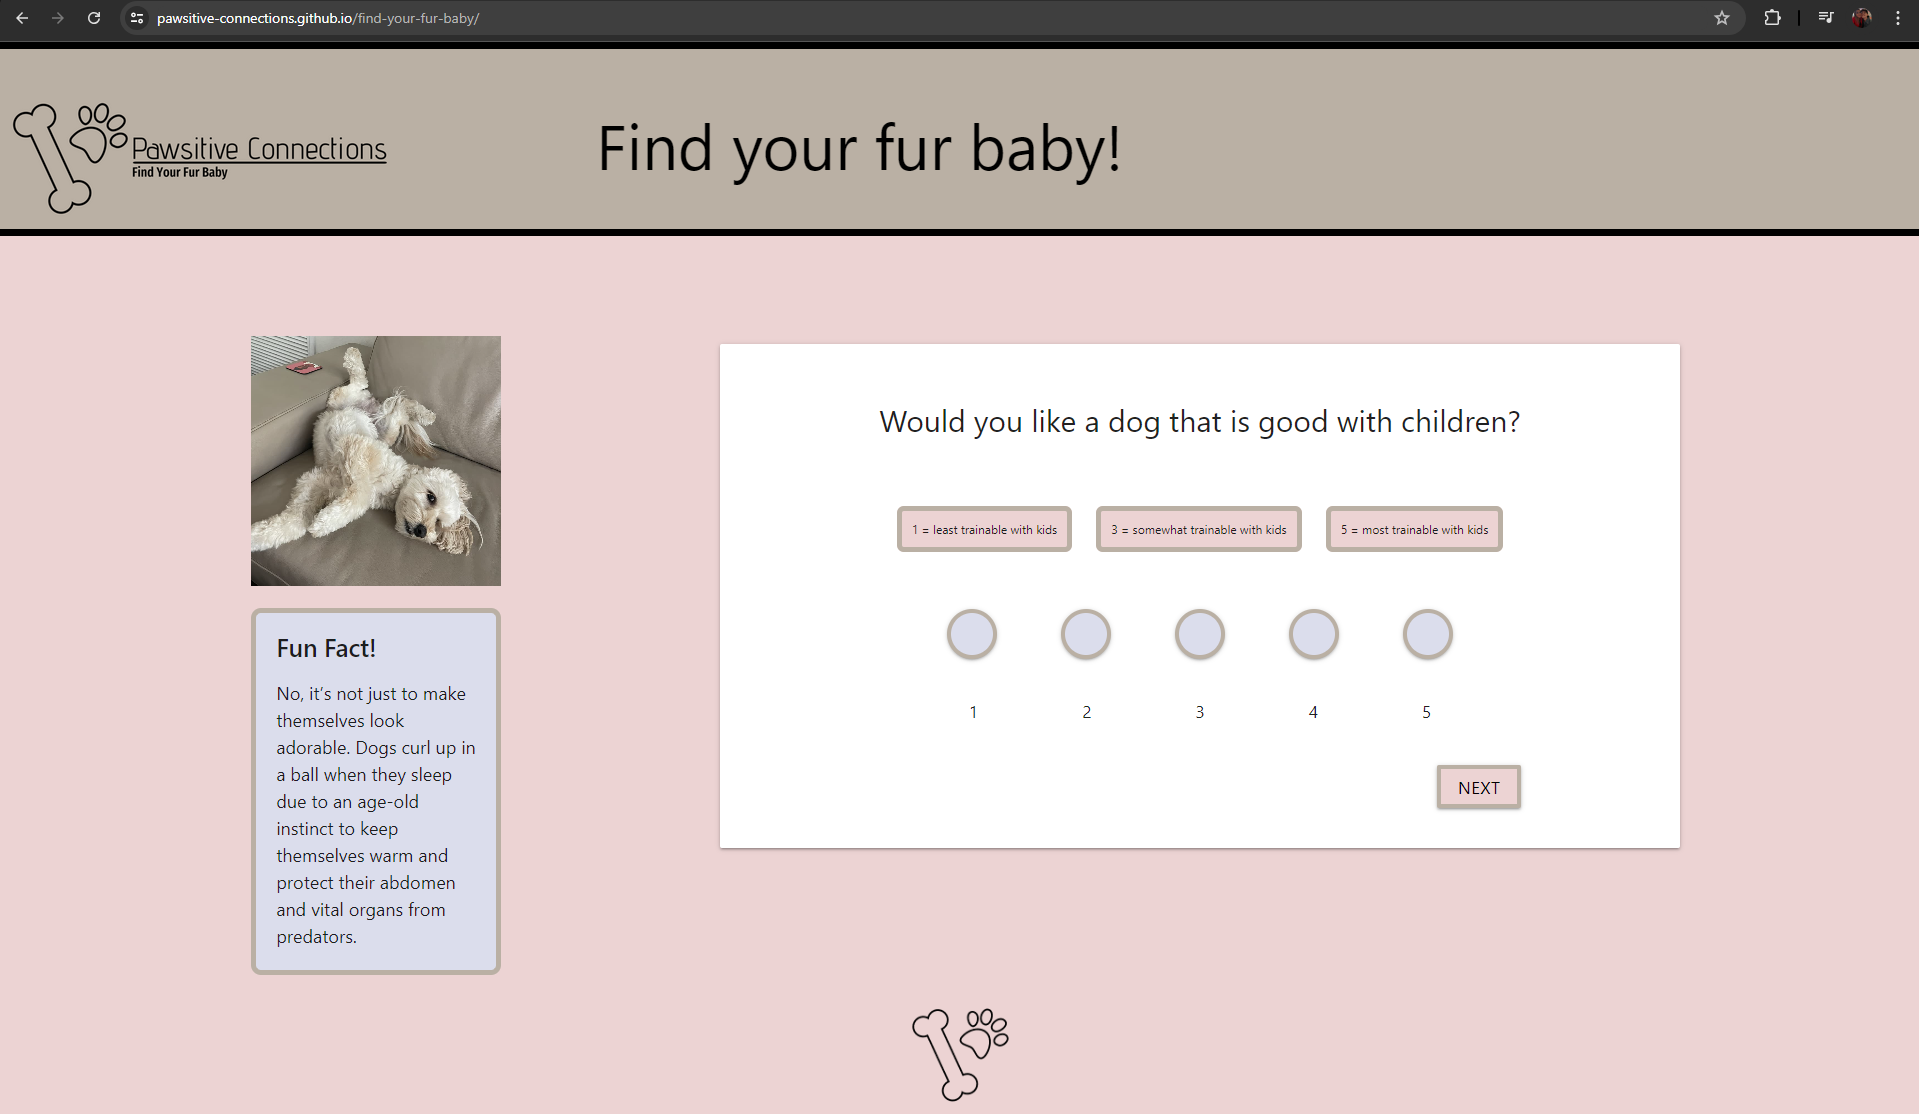 pawsitive-connections.github.io/find-your-fur-baby/
Pawsitive Connections
Find Your Fur Baby
Find your fur baby!
Fun Fact!
No, it’s not just to make
themselves look
adorable. Dogs curl up in
a ball when they sleep
due to an age-old
instinct to keep
themselves warm and
protect their abdomen
and vital organs from
predators.
Would you like a dog that is good with children?
1 = least trainable with kids
3 = somewhat trainable with kids
5 = most trainable with kids
1 2 3 4 5
NEXT